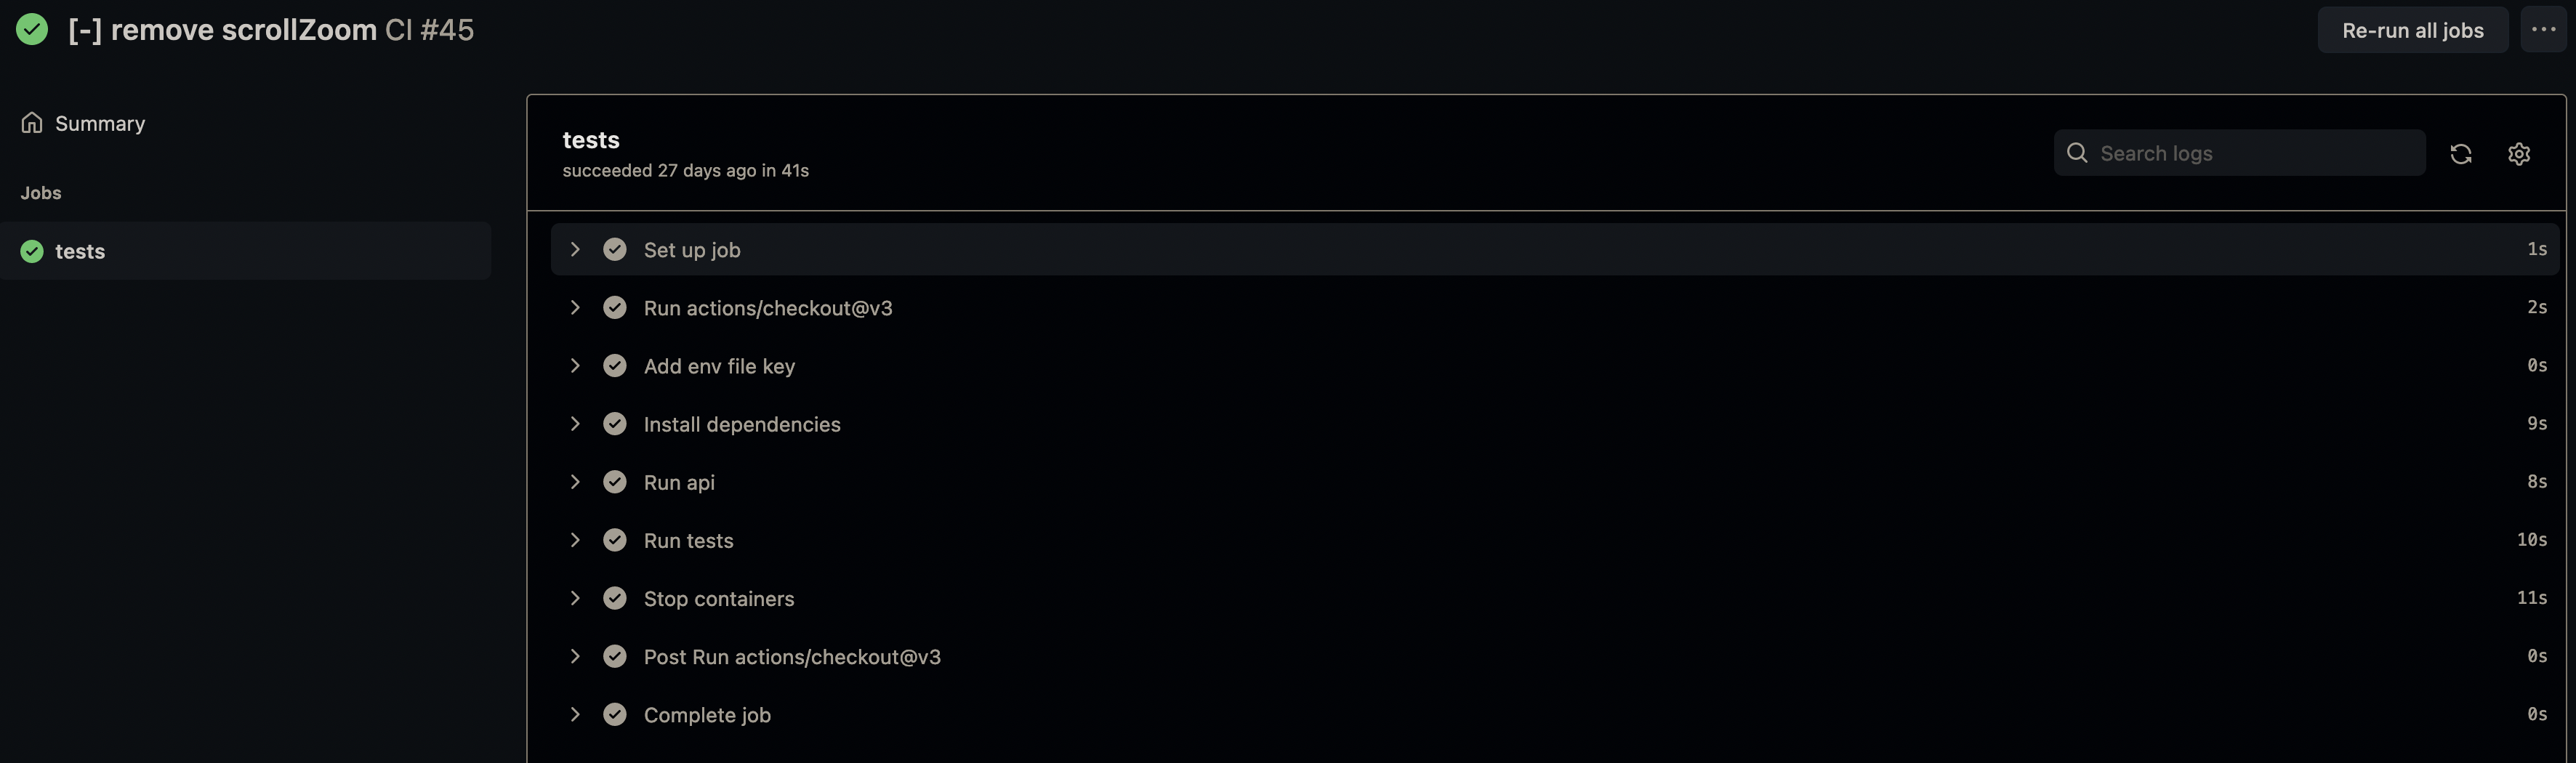 [-] remove scrollZoom CI #45
Re-run all jobs
Summary
Jobs
tests
tests
succeeded 27 days ago in 41s
Search logs
Set up job 1s
Run actions/checkout@v3 2s
Add env file key 0s
Install dependencies 9s
Run api 8s
Run tests 10s
Stop containers 11s
Post Run actions/checkout@v3 0s
Complete job 0s